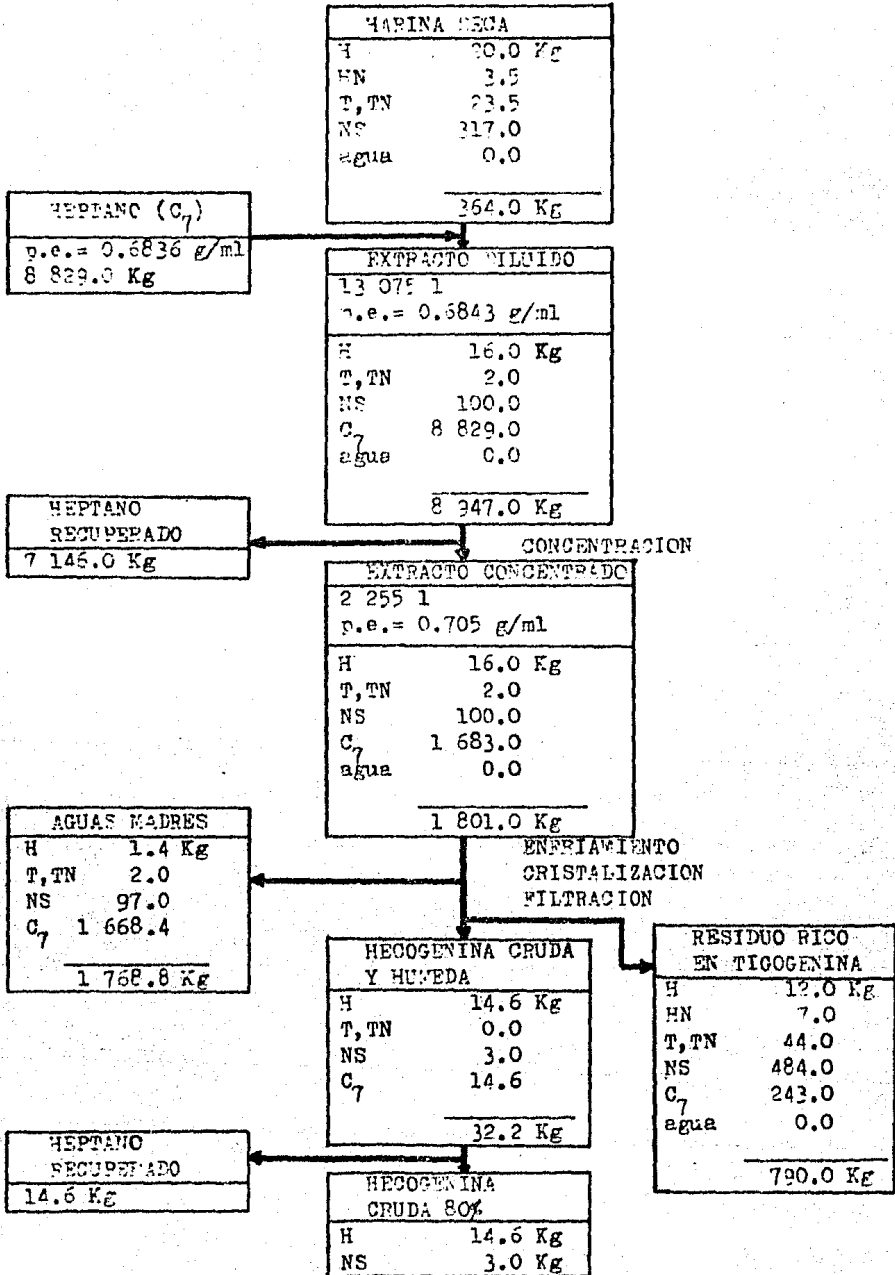 HARINA SECA
H 20.0 Kg
HN 3.5
T,TN 23.5
NS 317.0
agua 0.0
364.0 Kg
HEPTANO (C7)
p.e.= 0.6836 g/ml
8 829.0 Kg
EXTRACTO DILUIDO
13 075 l
p.e.= 0.6843 g/ml
H 16.0 Kg
T,TN 2.0
NS 100.0
C7 8 829.0
agua 0.0
8 947.0 Kg
HEPTANO
RECUPERADO
7 146.0 Kg
CONCENTRACION
EXTRACTO CONCENTRADO
2 255 l
p.e.= 0.705 g/ml
H 16.0 Kg
T,TN 2.0
NS 100.0
C7 1 683.0
agua 0.0
1 801.0 Kg
AGUAS MADRES
H 1.4 Kg
T,TN 2.0
NS 97.0
C7 1 668.4
1 768.8 Kg
ENFRIAMIENTO
CRISTALIZACION
FILTRACION
HECOGENINA CRUDA
Y HUMEDA
H 14.6 Kg
T,TN 0.0
NS 3.0
C7 14.6
32.2 Kg
RESIDUO RICO
EN TIGOGENINA
H 12.0 Kg
HN 7.0
T,TN 44.0
NS 484.0
C7 243.0
agua 0.0
790.0 Kg
HEPTANO
RECUPERADO
14.6 Kg
HECOGENINA
CRUDA 80%
H 14.6 Kg
NS 3.0 Kg